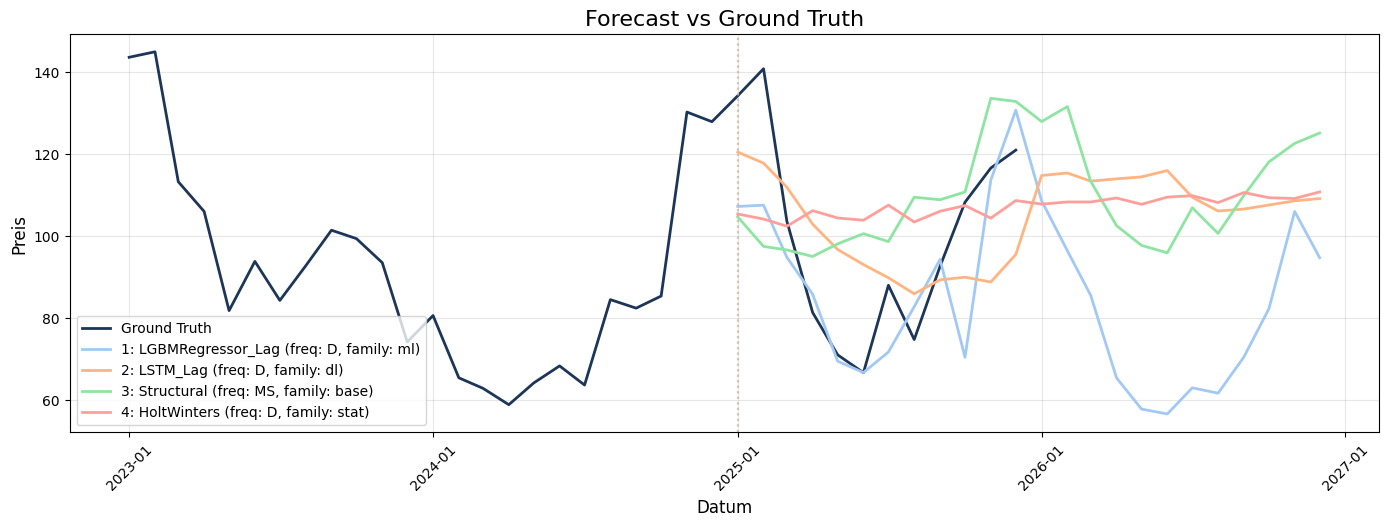 Forecast vs Ground Truth
Preis
140
120
100
80
60
Ground Truth
1: LGBMRegressor_Lag (freq: D, family: ml)
2: LSTM_Lag (freq: D, family: dl)
3: Structural (freq: MS, family: base)
4: HoltWinters (freq: D, family: stat)
2023-01
2024-01
2025-01
2026-01
2027-01
Datum